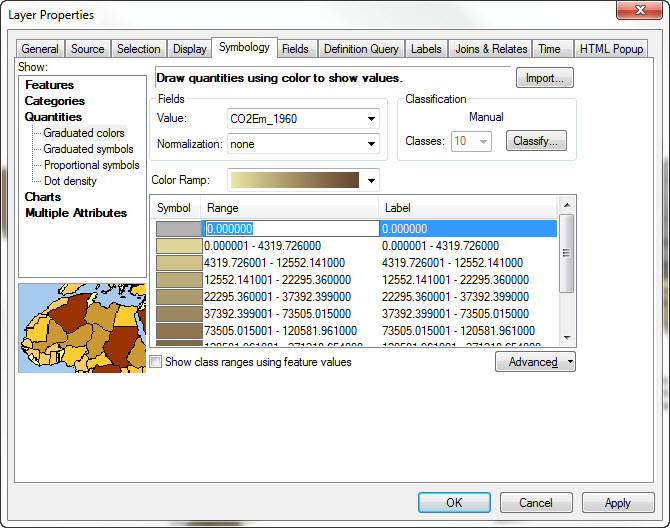 Layer Properties
General Source Selection Display Symbology Fields Definition Query Labels Joins & Relates Time HTML Popup
Show:
Features
Categories
Quantities
Graduated colors
Graduated symbols
Proportional symbols
Dot density
Charts
Multiple Attributes
Draw quantities using color to show values.
Import...
Fields
Value: CO2Em_1960
Normalization: none
Classification
Manual
Classes: 10 Classify...
Color Ramp:
Symbol Range Label
0.000000 0.000000
0.000001 - 4319.726000 0.000001 - 4319.726000
4319.726001 - 12552.141000 4319.726001 - 12552.141000
12552.141001 - 22295.360000 12552.141001 - 22295.360000
22295.360001 - 37392.399000 22295.360001 - 37392.399000
37392.399001 - 73505.015000 37392.399001 - 73505.015000
73505.015001 - 120581.961000 73505.015001 - 120581.961000
Show class ranges using feature values
Advanced
OK Cancel Apply